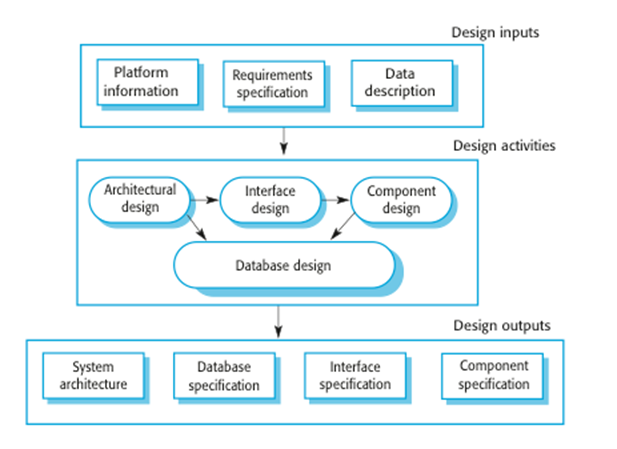 Design inputs
Platform
information
Requirements
specification
Data
description
Design activities
Architectural
design
Interface
design
Component
design
Database design
Design outputs
System
architecture
Database
specification
Interface
specification
Component
specification